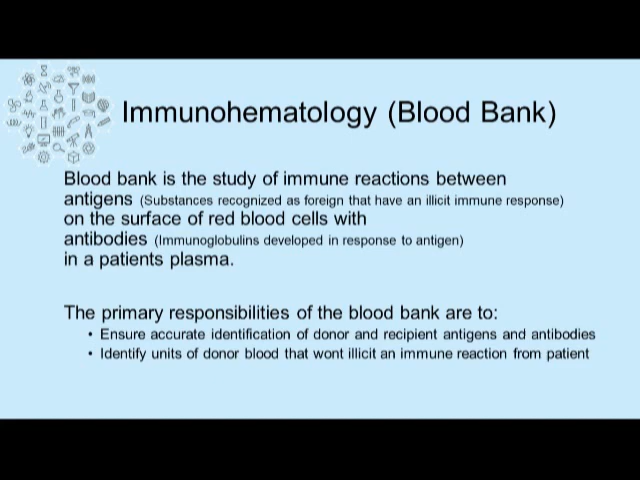 Immunohematology (Blood Bank)
Blood bank is the study of immune reactions between
antigens (Substances recognized as foreign that have an illicit immune response)
on the surface of red blood cells with
antibodies (Immunoglobulins developed in response to antigen)
in a patients plasma.
The primary responsibilities of the blood bank are to:
• Ensure accurate identification of donor and recipient antigens and antibodies
• Identify units of donor blood that wont illicit an immune reaction from patient